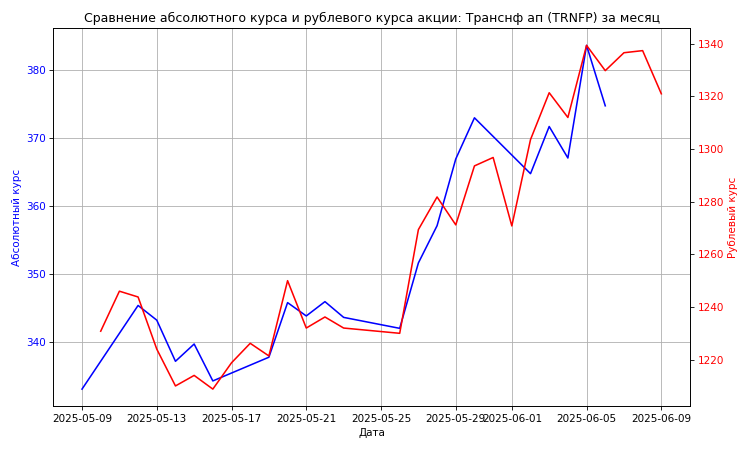 Сравнение абсолютного курса и рублевого курса акции: Транснф ап (TRNFP) за месяц
Абсолютный курс
380
370
360
350
340
1340
1320
1300
1280
1260
1240
1220
Рублевый курс
2025-05-09 2025-05-13 2025-05-17 2025-05-21 2025-05-25 2025-05-29 2025-06-01 2025-06-05 2025-06-09
Дата